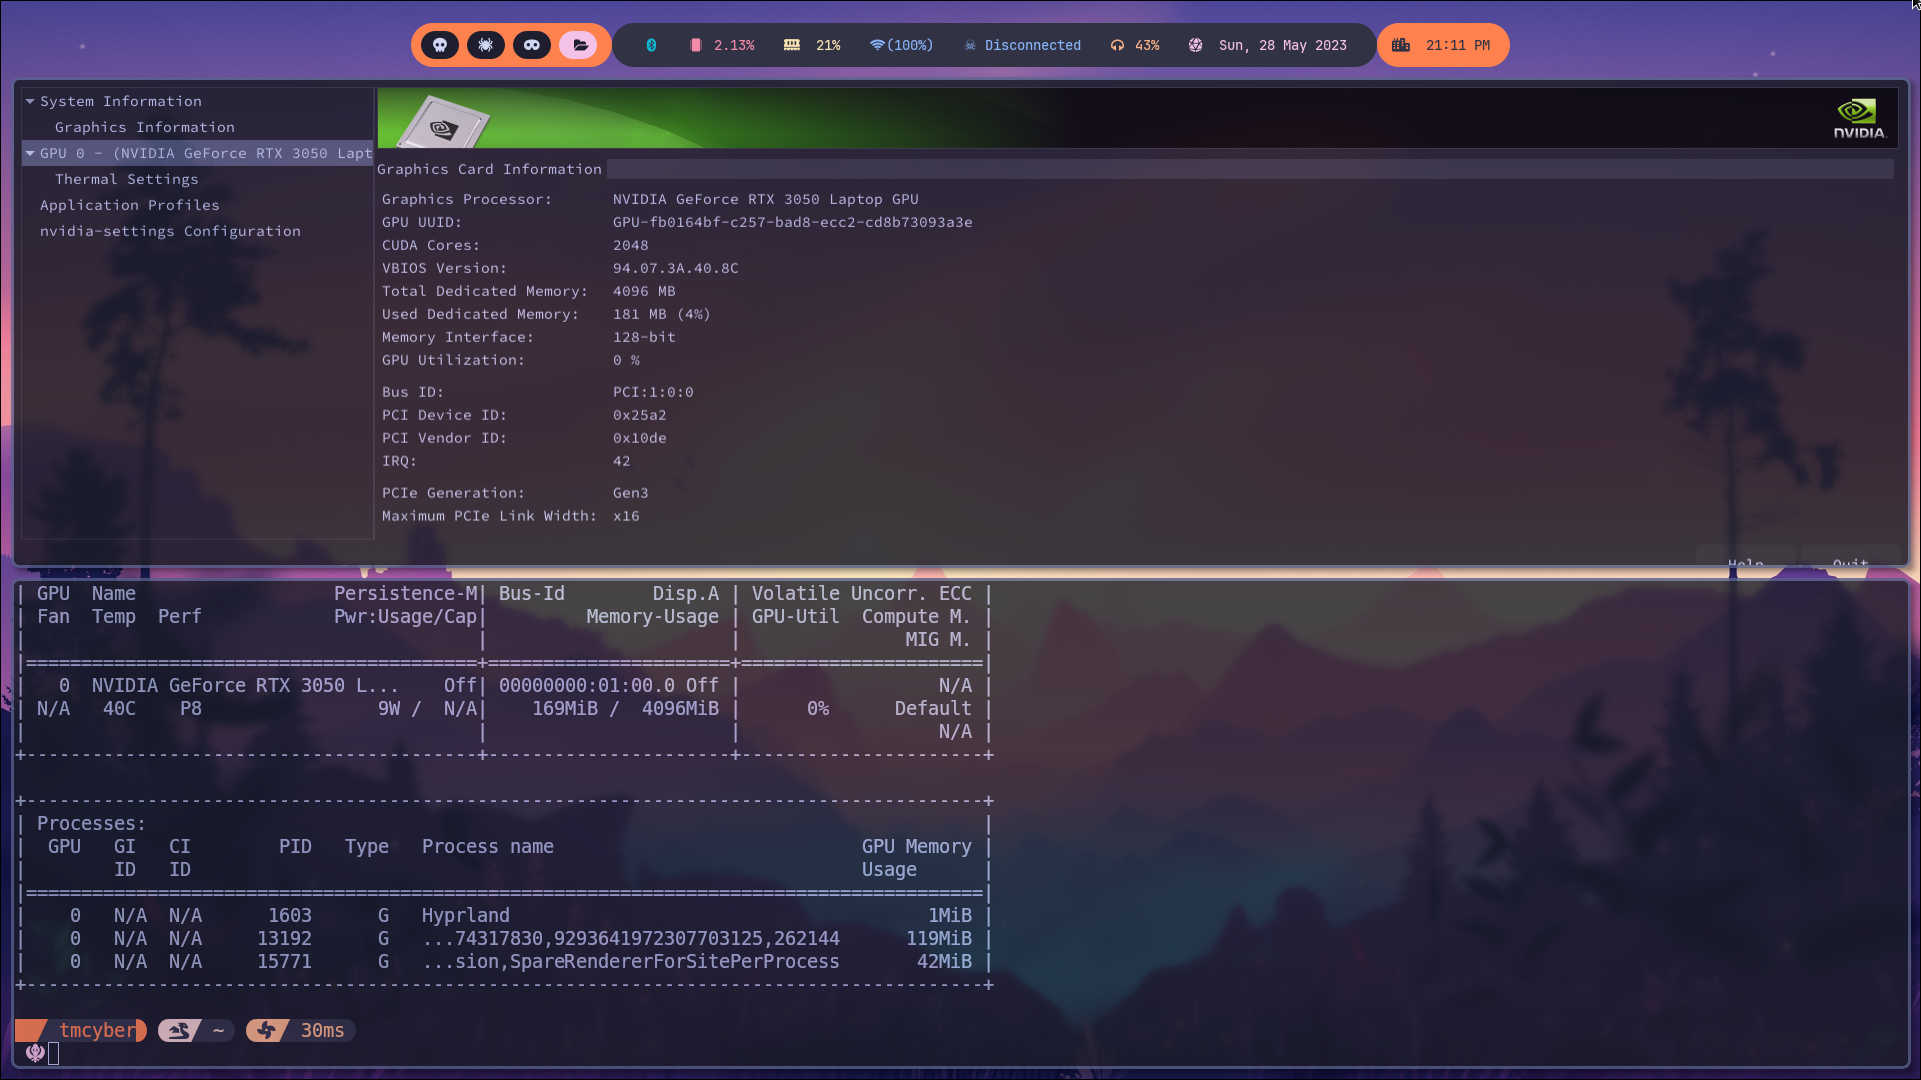 2.13% 21% (100%) Disconnected 43% Sun, 28 May 2023 21:11 PM
System Information
Graphics Information
GPU 0 - (NVIDIA GeForce RTX 3050 Lapt
Thermal Settings
Application Profiles
nvidia-settings Configuration
NVIDIA.
Graphics Card Information
Graphics Processor: NVIDIA GeForce RTX 3050 Laptop GPU
GPU UUID: GPU-fb0164bf-c257-bad8-ecc2-cd8b73093a3e
CUDA Cores: 2048
VBIOS Version: 94.07.3A.40.8C
Total Dedicated Memory: 4096 MB
Used Dedicated Memory: 181 MB (4%)
Memory Interface: 128-bit
GPU Utilization: 0 %
Bus ID: PCI:1:0:0
PCI Device ID: 0x25a2
PCI Vendor ID: 0x10de
IRQ: 42
PCIe Generation: Gen3
Maximum PCIe Link Width: x16
Help Quit
| GPU  Name                  Persistence-M| Bus-Id        Disp.A | Volatile Uncorr. ECC |
| Fan  Temp  Perf            Pwr:Usage/Cap|         Memory-Usage | GPU-Util  Compute M. |
|                                         |                      |               MIG M. |
|=========================================+======================+======================|
|   0  NVIDIA GeForce RTX 3050 L...    Off| 00000000:01:00.0 Off |                  N/A |
| N/A   40C    P8                9W /  N/A|    169MiB /  4096MiB |      0%      Default |
|                                         |                      |                  N/A |
+-----------------------------------------+----------------------+----------------------+
+---------------------------------------------------------------------------------------+
| Processes:                                                                            |
|  GPU   GI   CI        PID   Type   Process name                            GPU Memory |
|        ID   ID                                                             Usage      |
|=======================================================================================|
|    0   N/A  N/A      1603      G   Hyprland                                      1MiB |
|    0   N/A  N/A     13192      G   ...74317830,9293641972307703125,262144      119MiB |
|    0   N/A  N/A     15771      G   ...sion,SpareRendererForSitePerProcess       42MiB |
+---------------------------------------------------------------------------------------+
tmcyber ~ 30ms